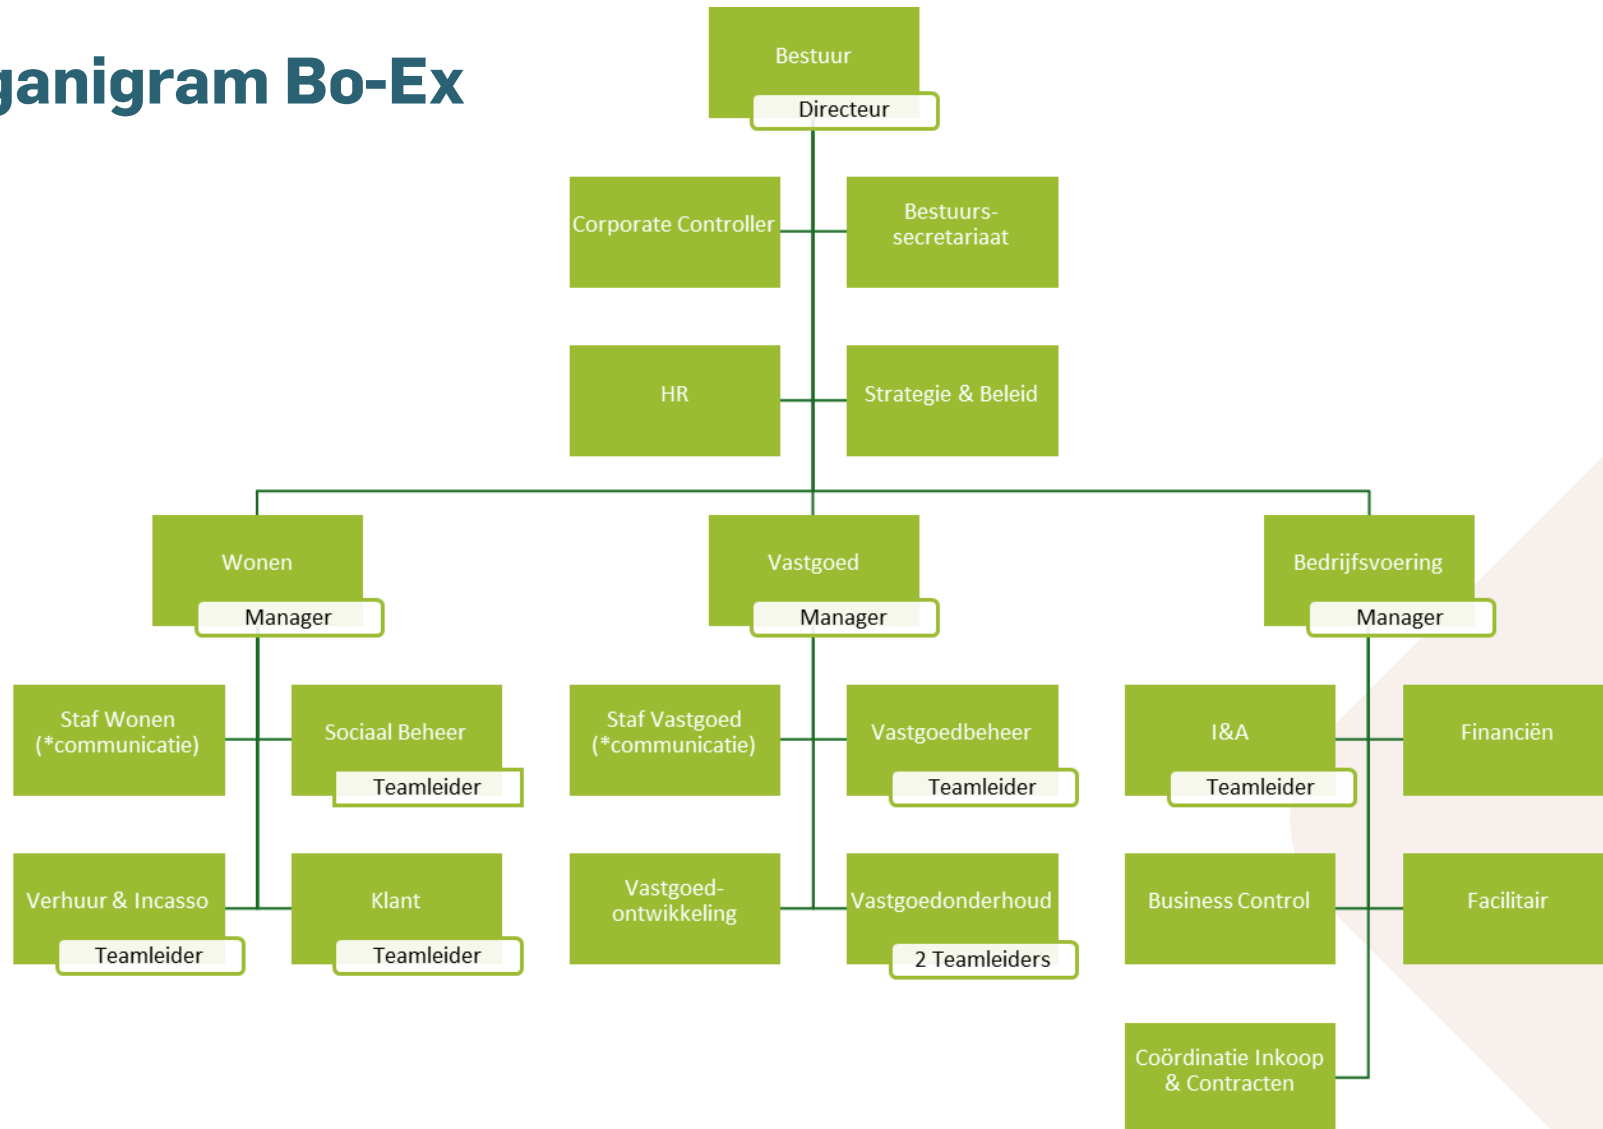 ganigram Bo-Ex
Bestuur
Directeur
Corporate Controller
Bestuurs-
secretariaat
HR
Strategie & Beleid
Wonen
Manager
Vastgoed
Manager
Bedrijfsvoering
Manager
Staf Wonen
(*communicatie)
Sociaal Beheer
Teamleider
Staf Vastgoed
(*communicatie)
Vastgoedbeheer
Teamleider
I&A
Teamleider
Financiën
Verhuur & Incasso
Teamleider
Klant
Teamleider
Vastgoed-
ontwikkeling
Vastgoedonderhoud
2 Teamleiders
Business Control
Facilitair
Coördinatie Inkoop
& Contracten